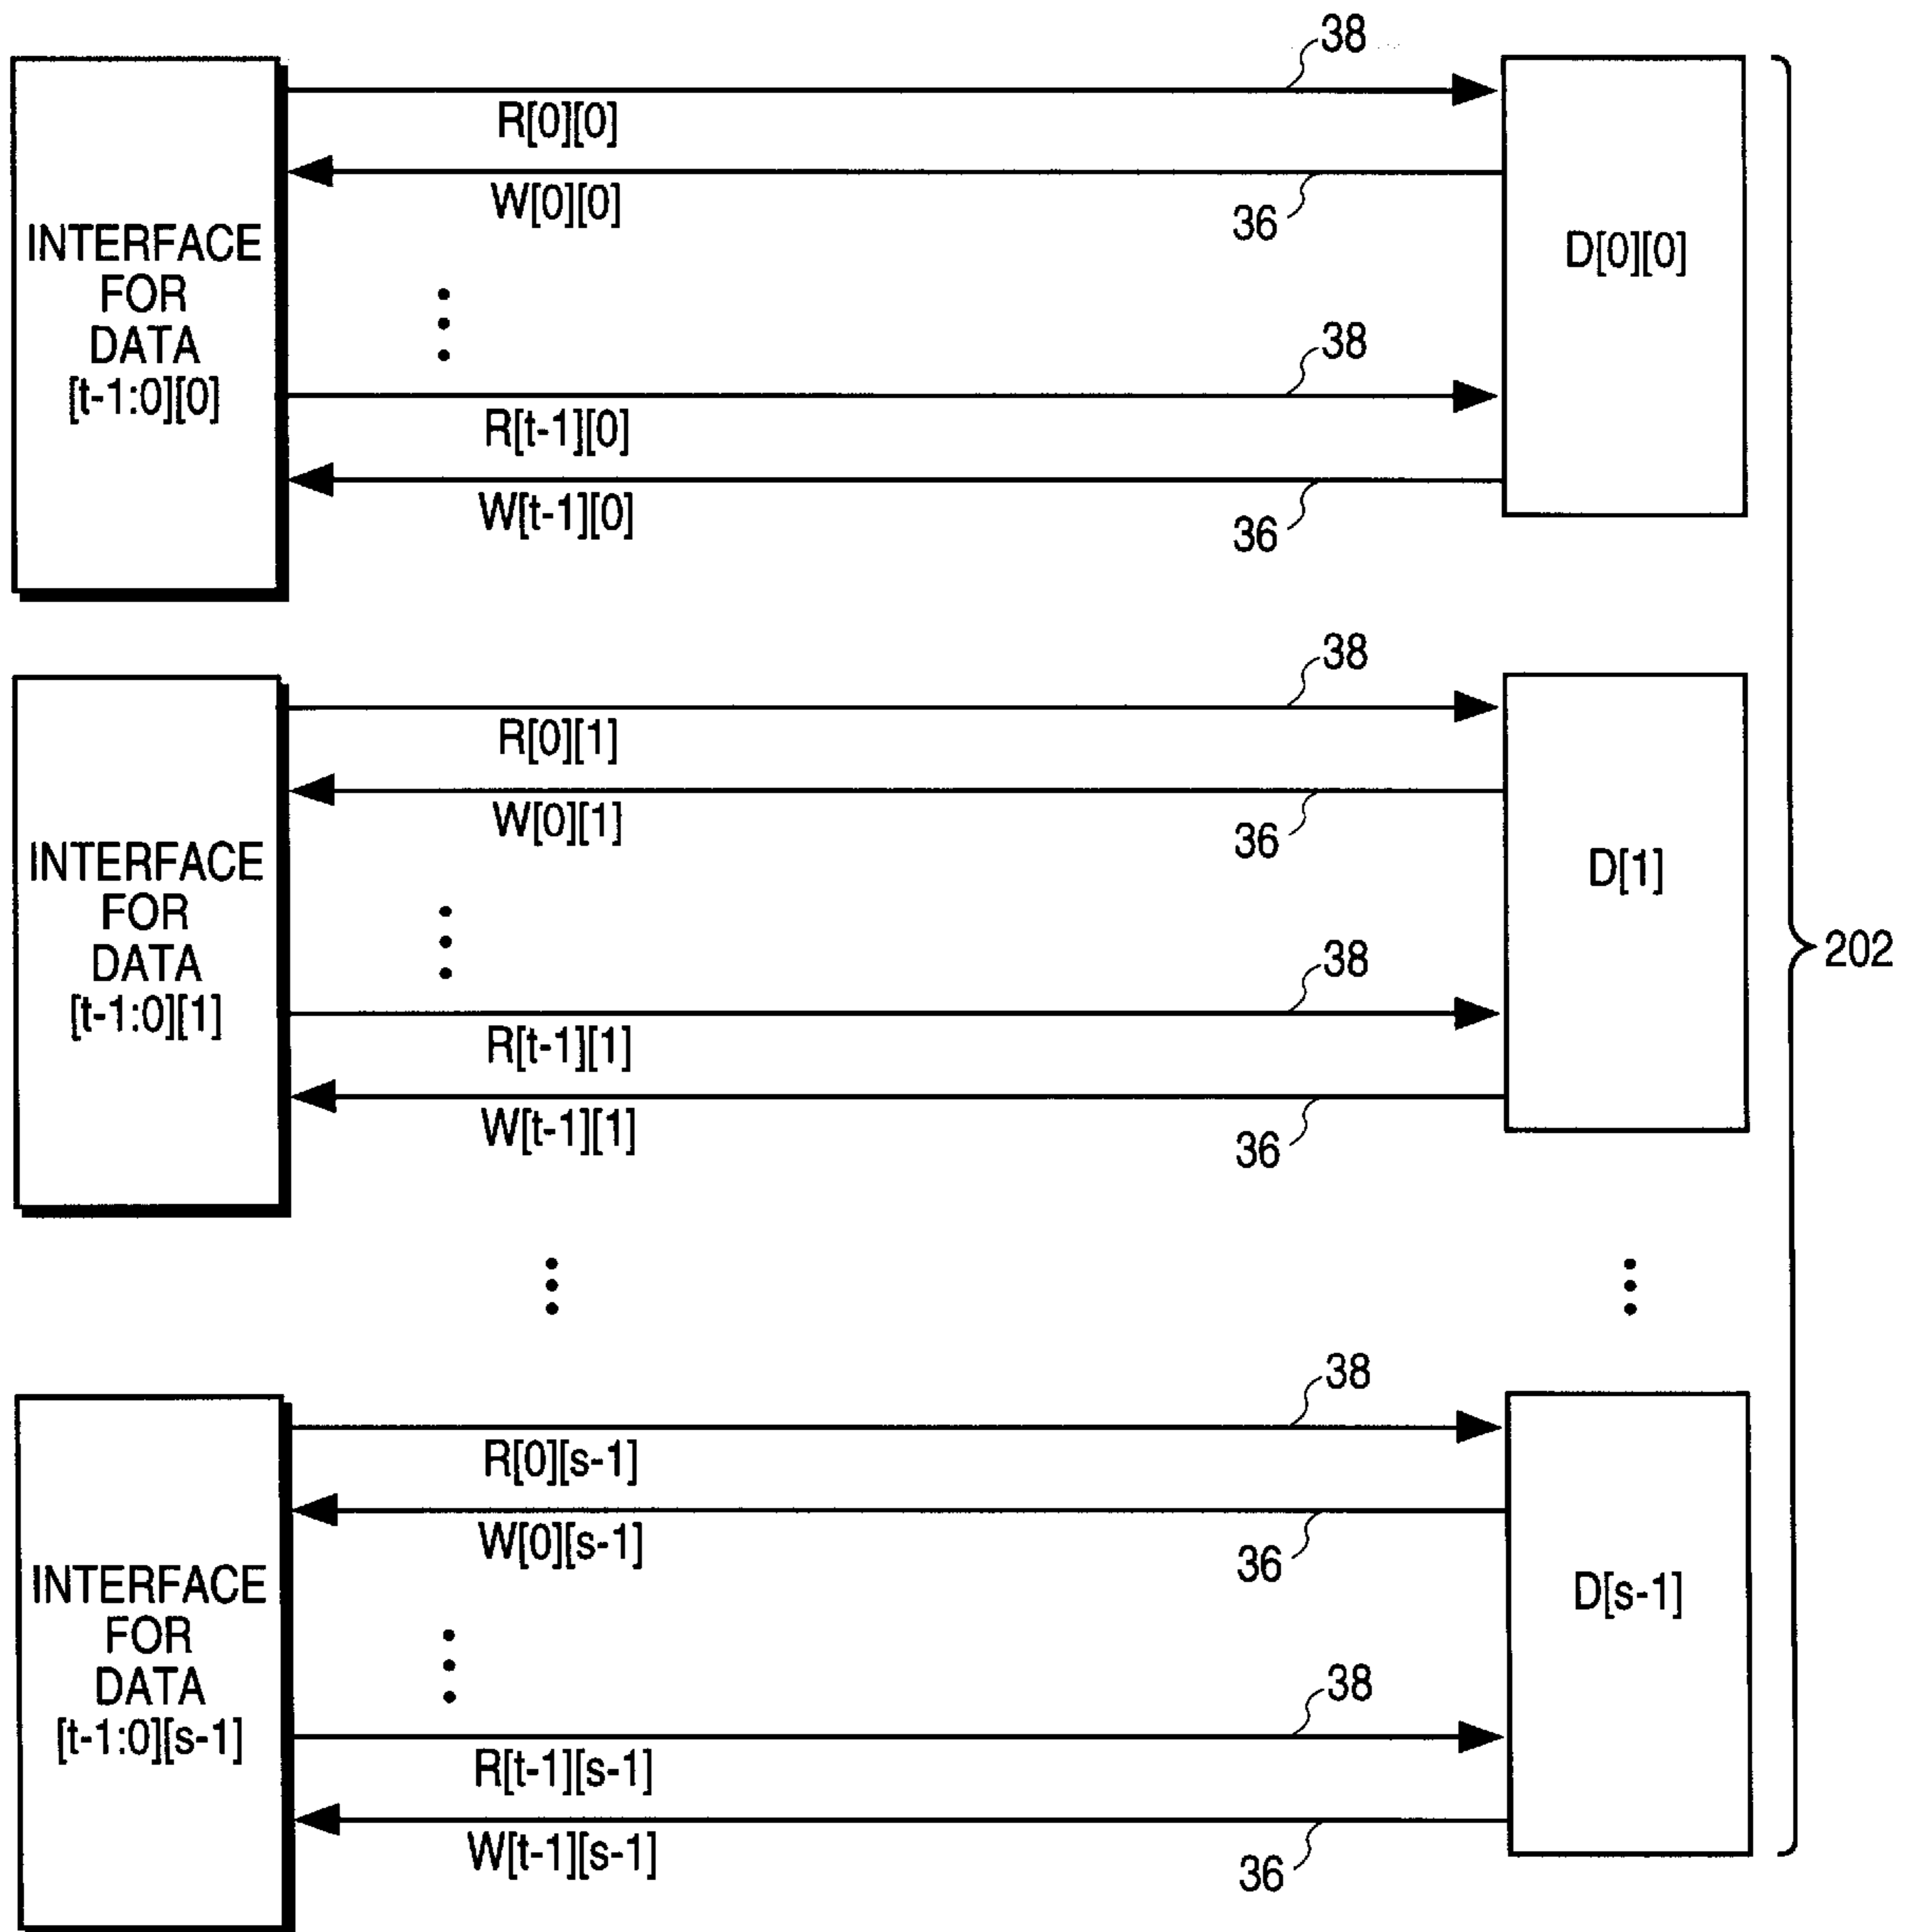 38
R[0][0]
W[0][0]
36
INTERFACE
FOR
DATA
[t-1:0][0]
D[0][0]
38
R[t-1][0]
W[t-1][0]
36
38
R[0][1]
W[0][1]
36
INTERFACE
FOR
DATA
[t-1:0][1]
D[1]
202
38
R[t-1][1]
W[t-1][1]
36
38
R[0][s-1]
W[0][s-1]
36
INTERFACE
FOR
DATA
[t-1:0][s-1]
D[s-1]
38
R[t-1][s-1]
W[t-1][s-1]
36